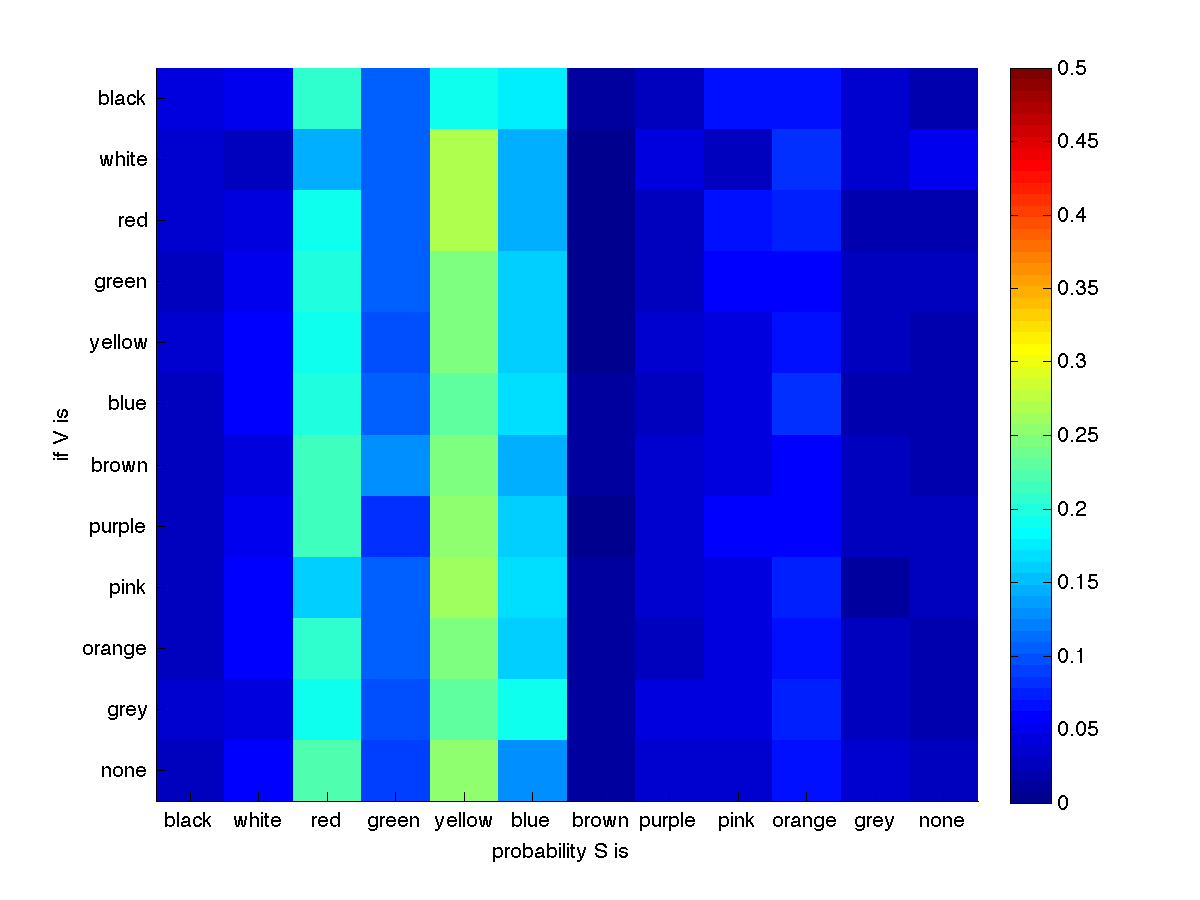 black
white
red
green
yellow
blue
brown
purple
pink
orange
grey
none
if V is
black white red green yellow blue brown purple pink orange grey none
probability S is
0.5
0.45
0.4
0.35
0.3
0.25
0.2
0.15
0.1
0.05
0